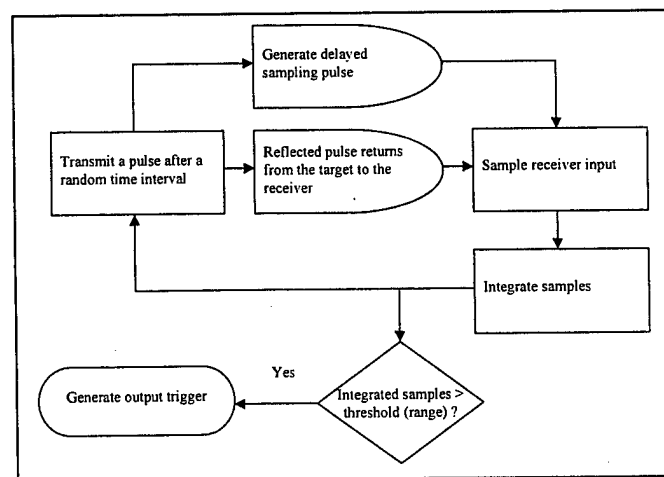 Generate delayed
sampling pulse
Transmit a pulse after a
random time interval
Reflected pulse returns
from the target to the
receiver
Sample receiver input
Integrate samples
Yes
Generate output trigger
Integrated samples >
threshold (range) ?